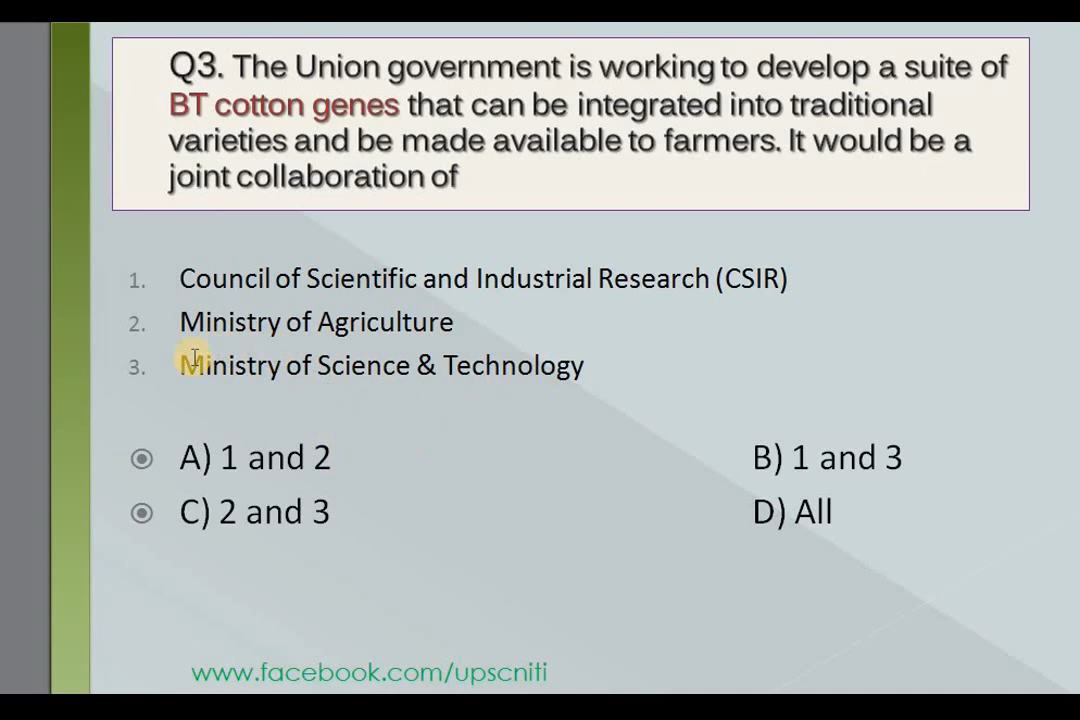 Q3. The Union government is working to develop a suite of
BT cotton genes that can be integrated into traditional
varieties and be made available to farmers. It would be a
joint collaboration of
1. Council of Scientific and Industrial Research (CSIR)
2. Ministry of Agriculture
3. Ministry of Science & Technology
A) 1 and 2 B) 1 and 3
C) 2 and 3 D) All
www.facebook.com/upscniti